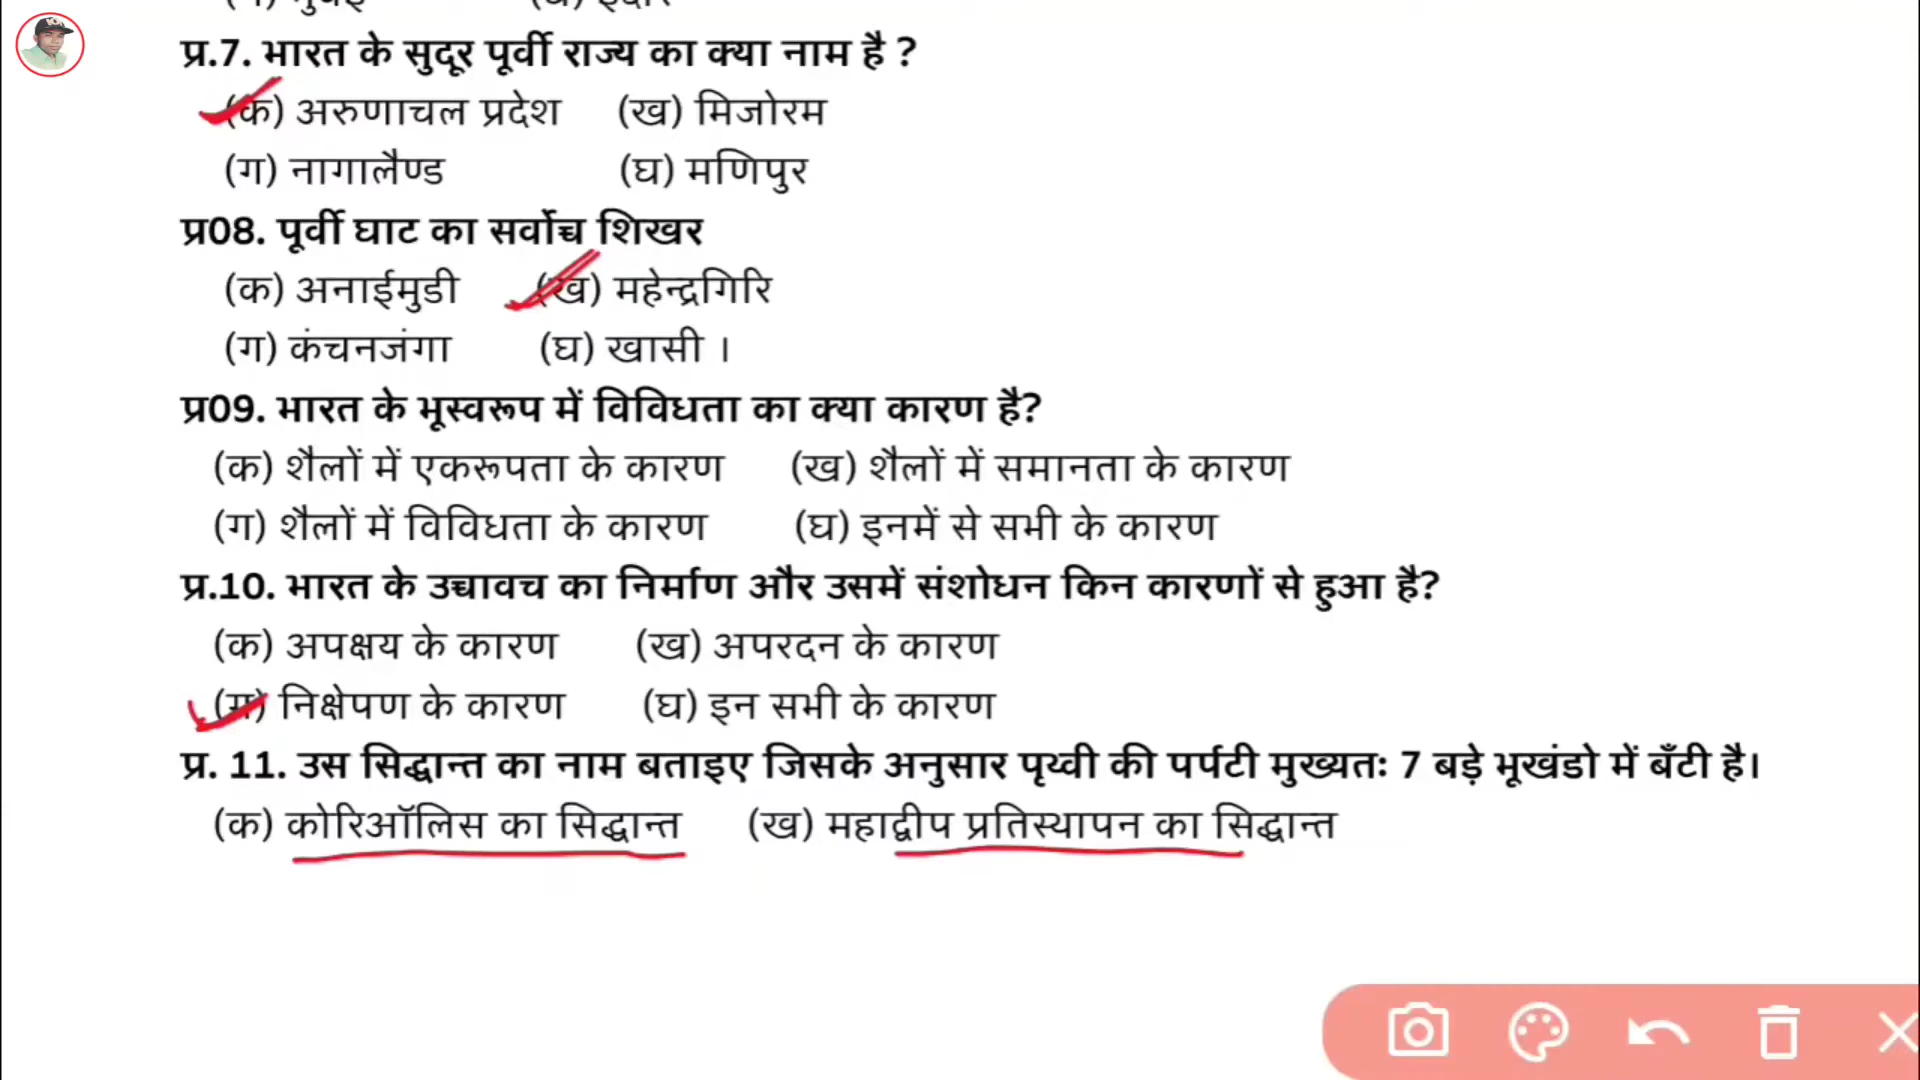 प्र.7. भारत के सुदूर पूर्वी राज्य का क्या नाम है ?
(क) अरुणाचल प्रदेश (ख) मिजोरम
(ग) नागालैण्ड (घ) मणिपुर
प्र08. पूर्वी घाट का सर्वोच्च शिखर
(क) अनाईमुडी (ख) महेन्द्रगिरि
(ग) कंचनजंगा (घ) खासी ।
प्र09. भारत के भूस्वरूप में विविधता का क्या कारण है?
(क) शैलों में एकरूपता के कारण (ख) शैलों में समानता के कारण
(ग) शैलों में विविधता के कारण (घ) इनमें से सभी के कारण
प्र.10. भारत के उच्चावच का निर्माण और उसमें संशोधन किन कारणों से हुआ है?
(क) अपक्षय के कारण (ख) अपरदन के कारण
(ग) निक्षेपण के कारण (घ) इन सभी के कारण
प्र. 11. उस सिद्धान्त का नाम बताइए जिसके अनुसार पृथ्वी की पर्पटी मुख्यतः 7 बड़े भूखंडो में बँटी है।
(क) कोरिऑलिस का सिद्धान्त (ख) महाद्वीप प्रतिस्थापन का सिद्धान्त